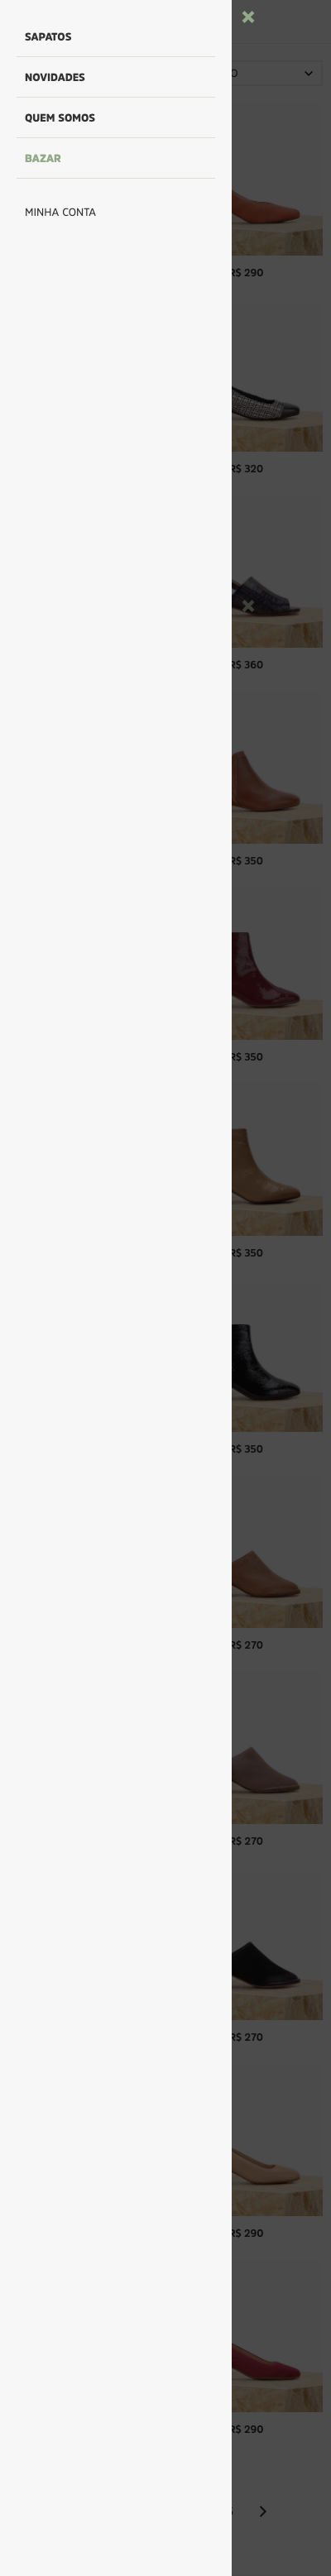 SAPATOS
NOVIDADES
QUEM SOMOS
BAZAR
MINHA CONTA
O
R$ 290
R$ 320
R$ 360
R$ 350
R$ 350
R$ 350
R$ 350
R$ 270
R$ 270
R$ 270
R$ 290
R$ 290